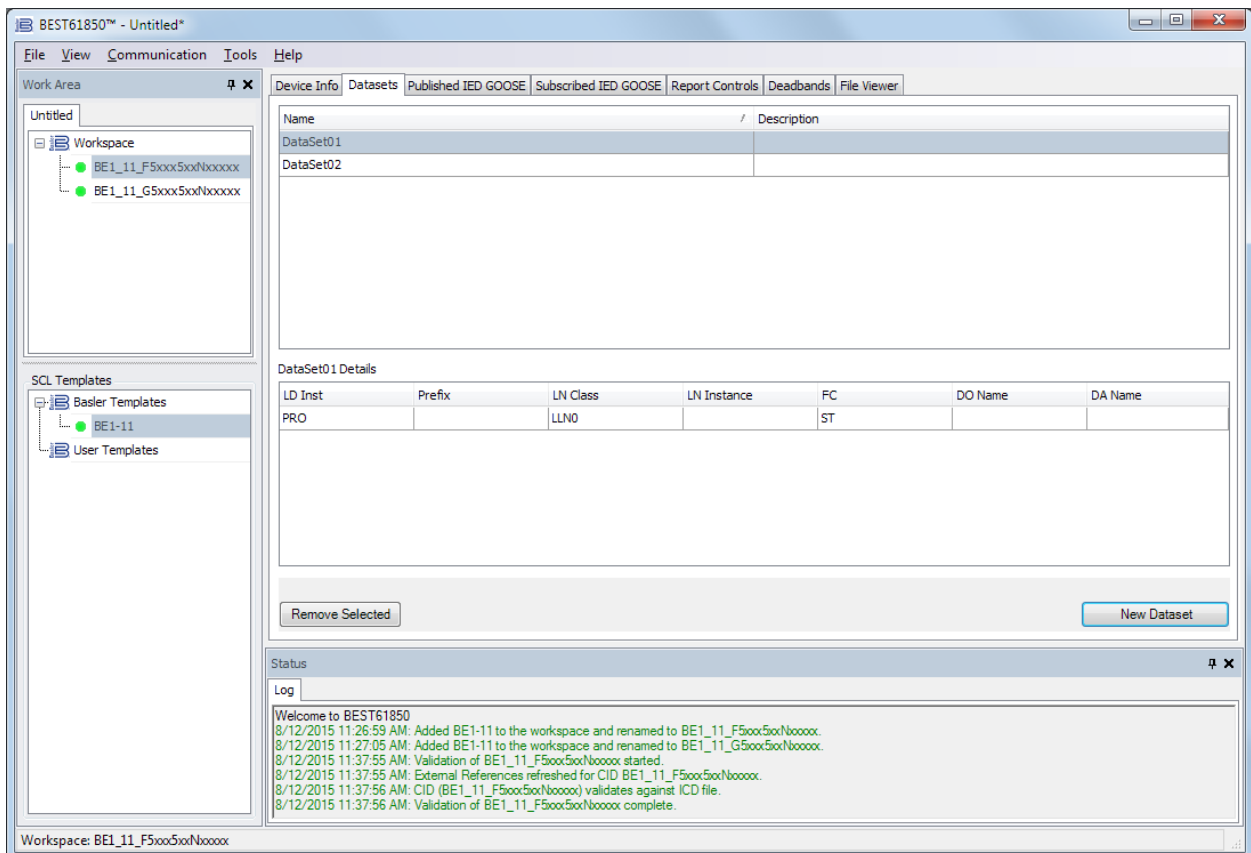 BEST61850™ - Untitled*
File View Communication Tools Help
Work Area
Untitled
Workspace
BE1_11_F5xxx5xxNxxxxx
BE1_11_G5xxx5xxNxxxxx
SCL Templates
Basler Templates
BE1-11
User Templates
Device Info Datasets Published IED GOOSE Subscribed IED GOOSE Report Controls Deadbands File Viewer
Name / Description
DataSet01
DataSet02
DataSet01 Details
LD Inst Prefix LN Class LN Instance FC DO Name DA Name
PRO LLN0 ST
Remove Selected New Dataset
Status
Log
Welcome to BEST61850
8/12/2015 11:26:59 AM: Added BE1-11 to the workspace and renamed to BE1_11_F5xxx5xxNxxxxx.
8/12/2015 11:27:05 AM: Added BE1-11 to the workspace and renamed to BE1_11_G5xxx5xxNxxxxx.
8/12/2015 11:37:55 AM: Validation of BE1_11_F5xxx5xxNxxxxx started.
8/12/2015 11:37:55 AM: External References refreshed for CID BE1_11_F5xxx5xxNxxxxx.
8/12/2015 11:37:56 AM: CID (BE1_11_F5xxx5xxNxxxxx) validates against ICD file.
8/12/2015 11:37:56 AM: Validation of BE1_11_F5xxx5xxNxxxxx complete.
Workspace: BE1_11_F5xxx5xxNxxxxx